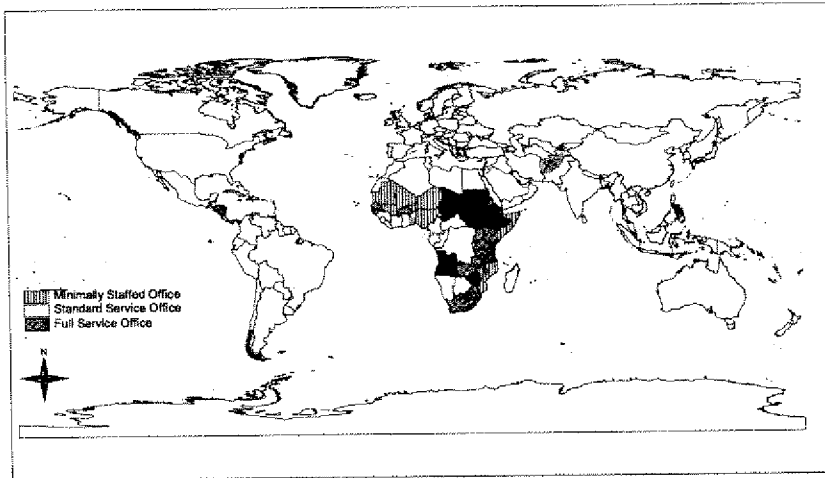 Minimally Staffed Office
Standard Service Office
Full Service Office
N